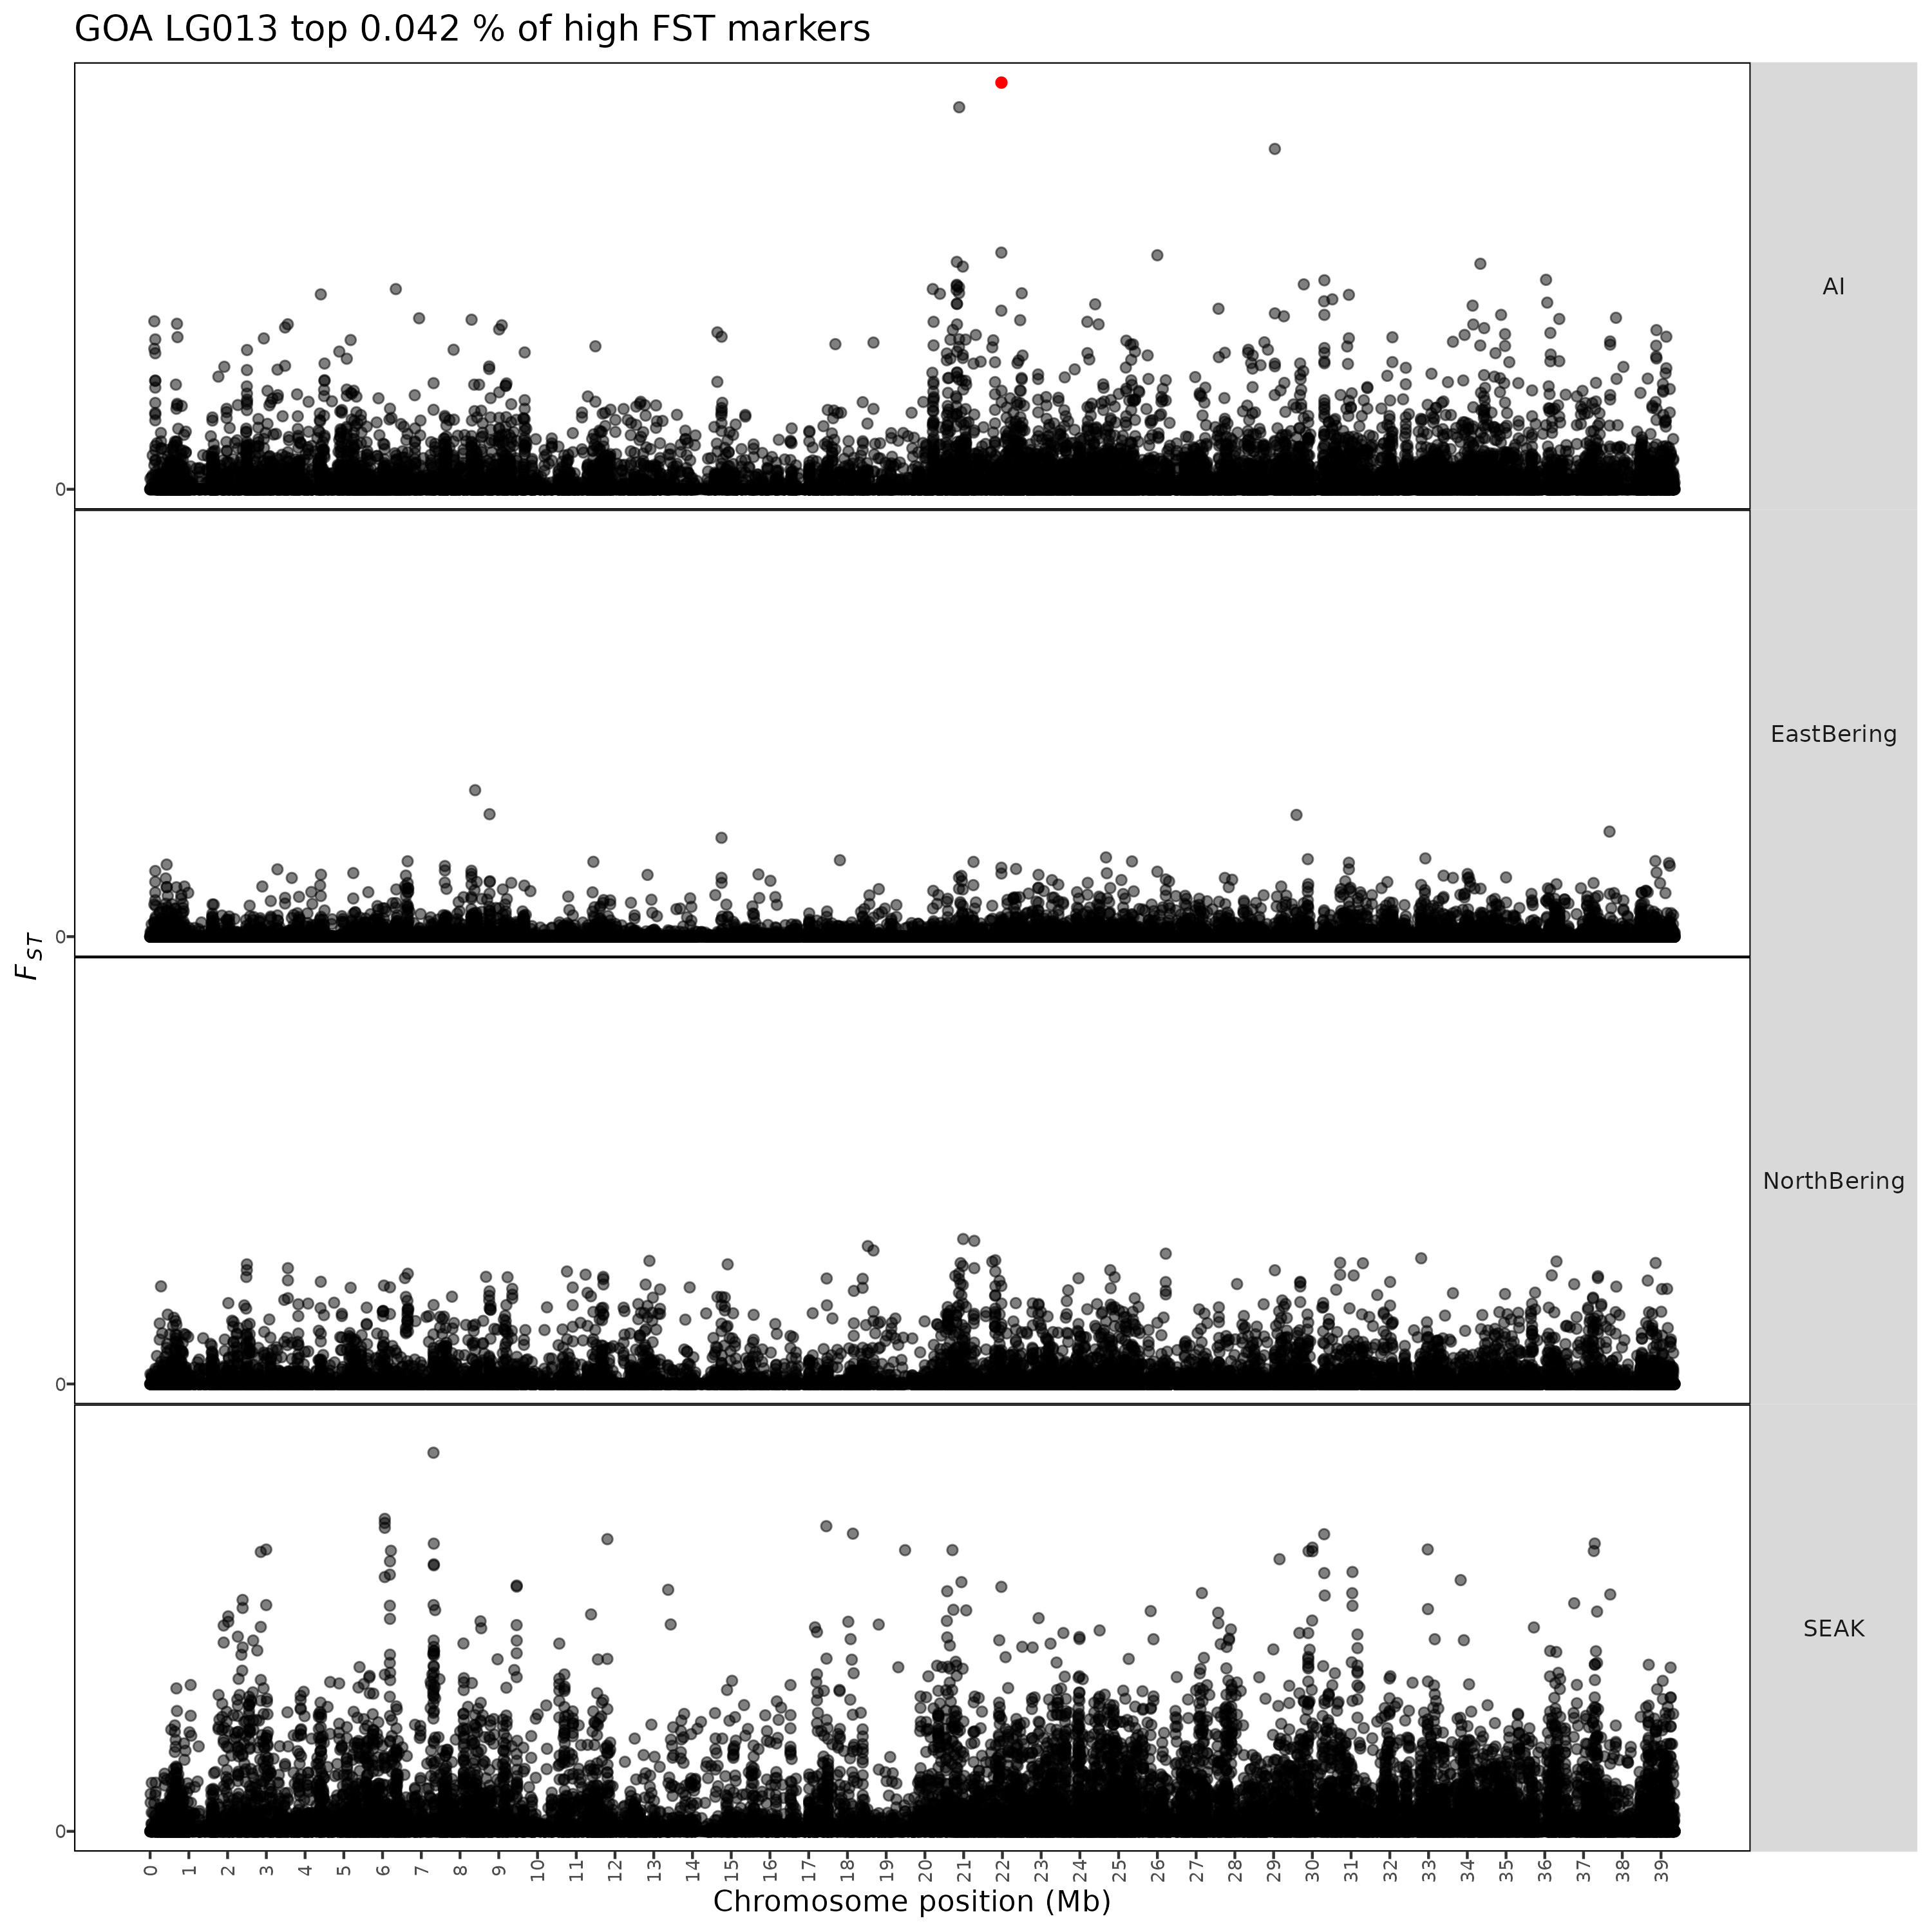 GOA LG013 top 0.042 % of high FST markers
AI
0
EastBering
0
FST
NorthBering
0
SEAK
0
0 1 2 3 4 5 6 7 8 9 10 11 12 13 14 15 16 17 18 19 20 21 22 23 24 25 26 27 28 29 30 31 32 33 34 35 36 37 38 39
Chromosome position (Mb)